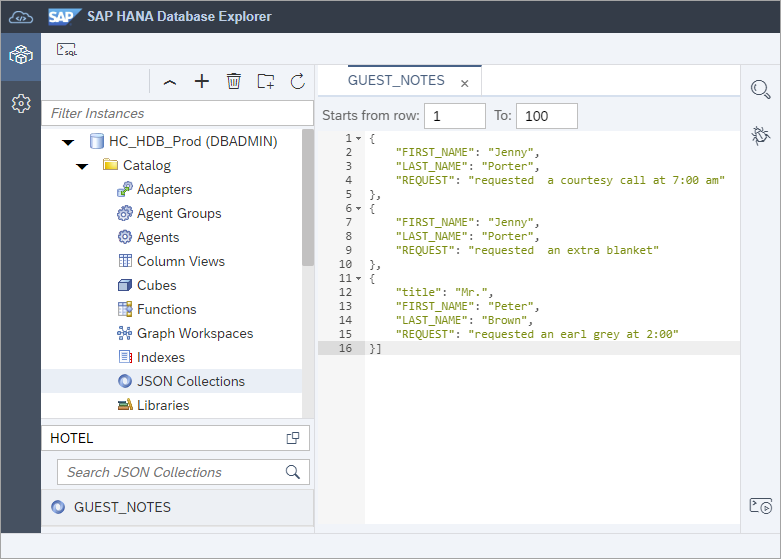 SAP SAP HANA Database Explorer
SQL
Filter Instances
HC_HDB_Prod (DBADMIN)
Catalog
Adapters
Agent Groups
Agents
Column Views
Cubes
Functions
Graph Workspaces
Indexes
JSON Collections
Libraries
HOTEL
Search JSON Collections
GUEST_NOTES
GUEST_NOTES ×
Starts from row: 1 To: 100
1 {
2 "FIRST_NAME": "Jenny",
3 "LAST_NAME": "Porter",
4 "REQUEST": "requested  a courtesy call at 7:00 am"
5 },
6 {
7 "FIRST_NAME": "Jenny",
8 "LAST_NAME": "Porter",
9 "REQUEST": "requested  an extra blanket"
10 },
11 {
12 "title": "Mr.",
13 "FIRST_NAME": "Peter",
14 "LAST_NAME": "Brown",
15 "REQUEST": "requested an earl grey at 2:00"
16 }]